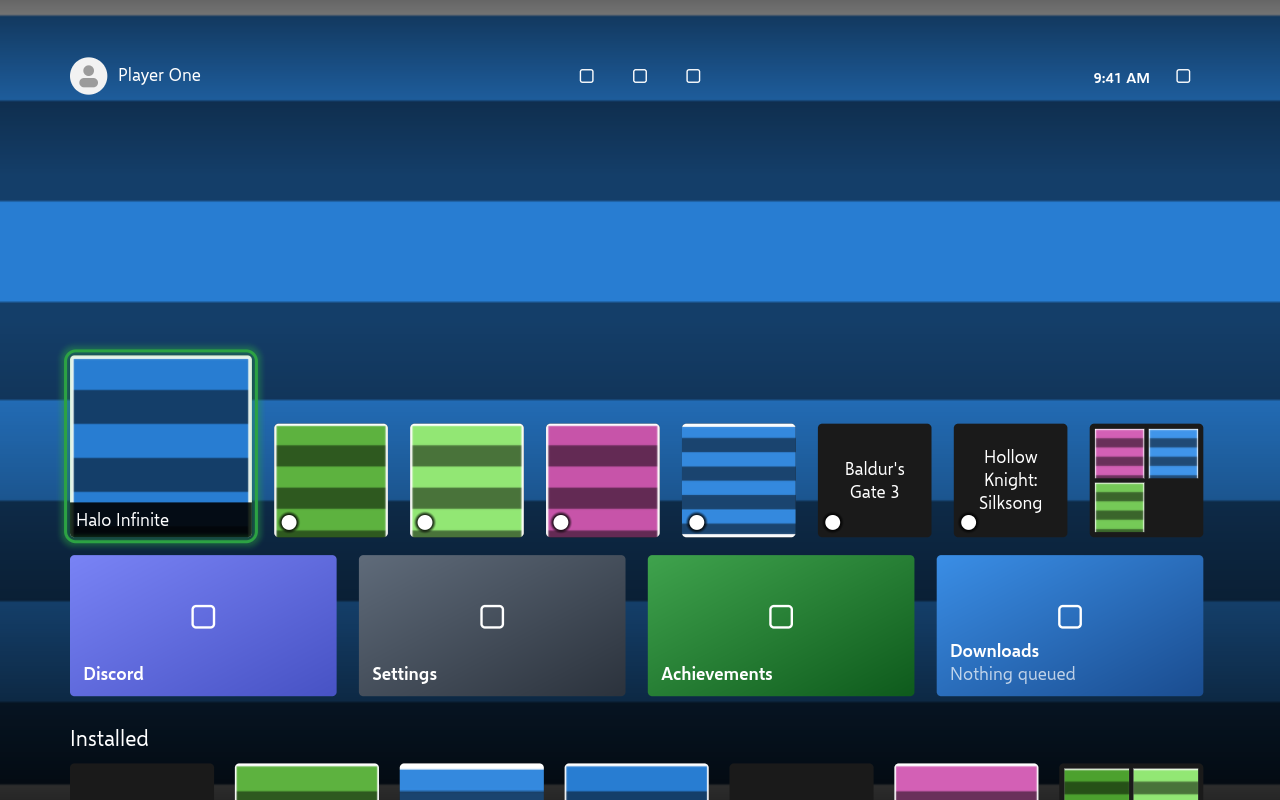 Player One
9:41 AM
Halo Infinite
Baldur's
Gate 3
Hollow
Knight:
Silksong
Discord
Settings
Achievements
Downloads
Nothing queued
Installed